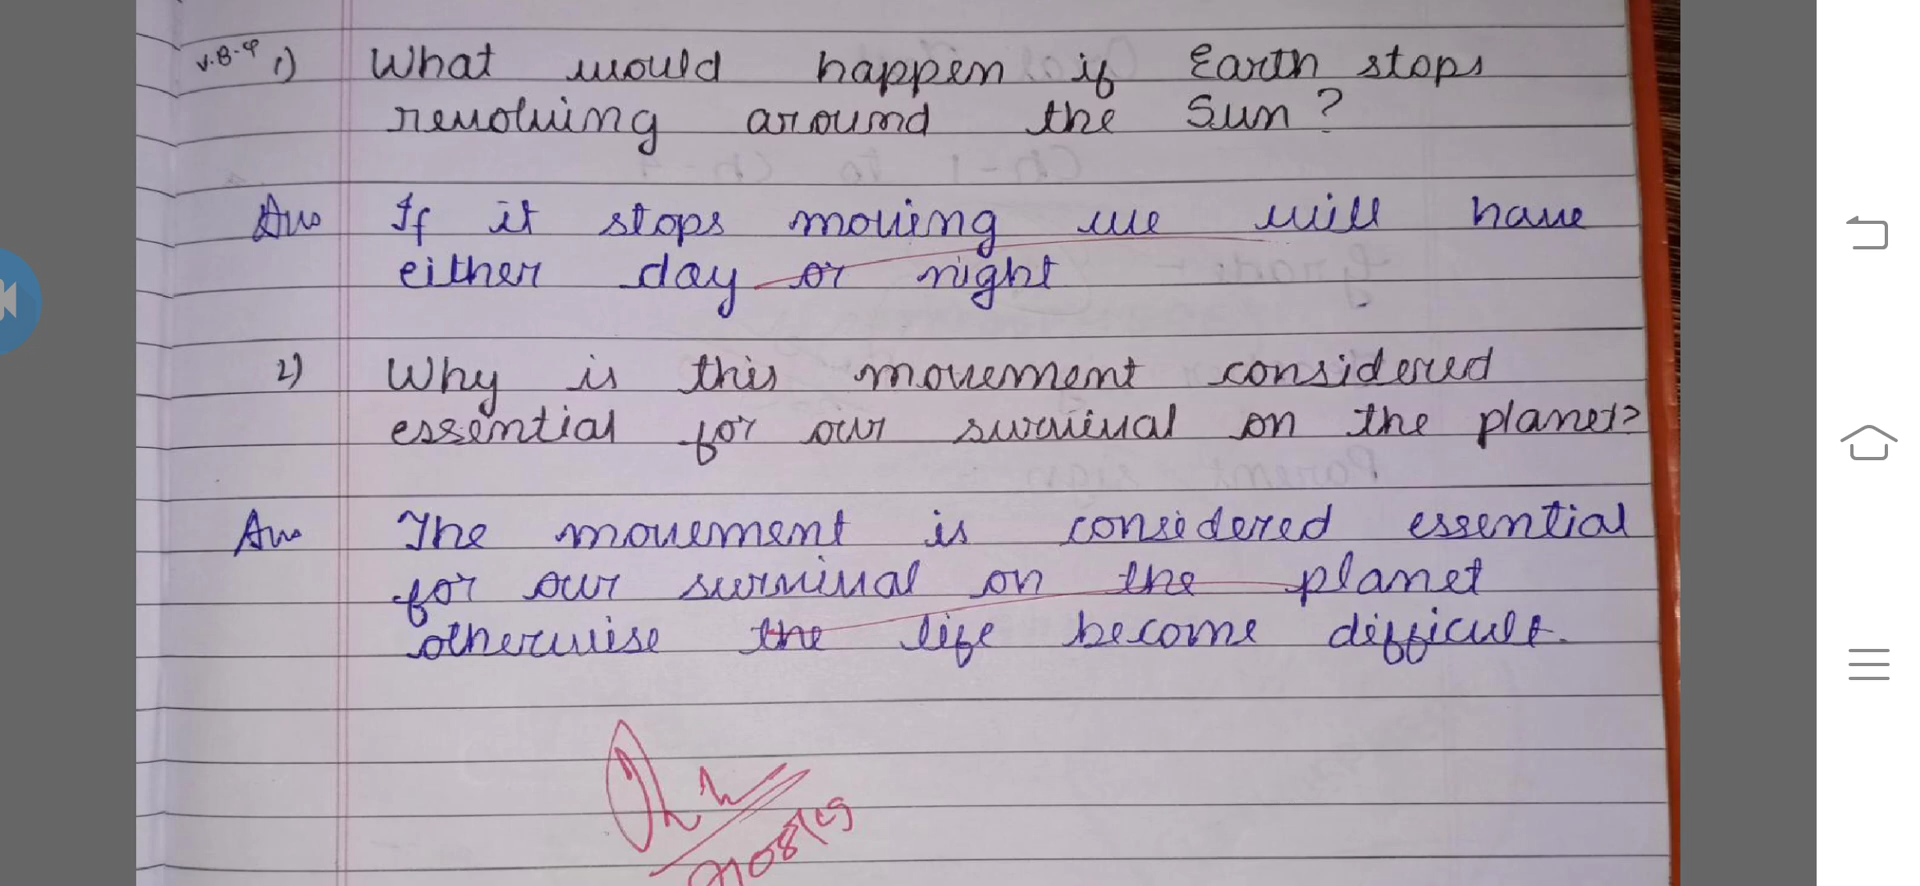 V.B.Q 1) What would happen if Earth stops
revolving around the Sun?
Ans If it stops moving we will have
either day or night
2) Why is this movement considered
essential for our survival on the planet?
Ans The movement is considered essential
for our survival on the planet
otherwise the life become difficult.